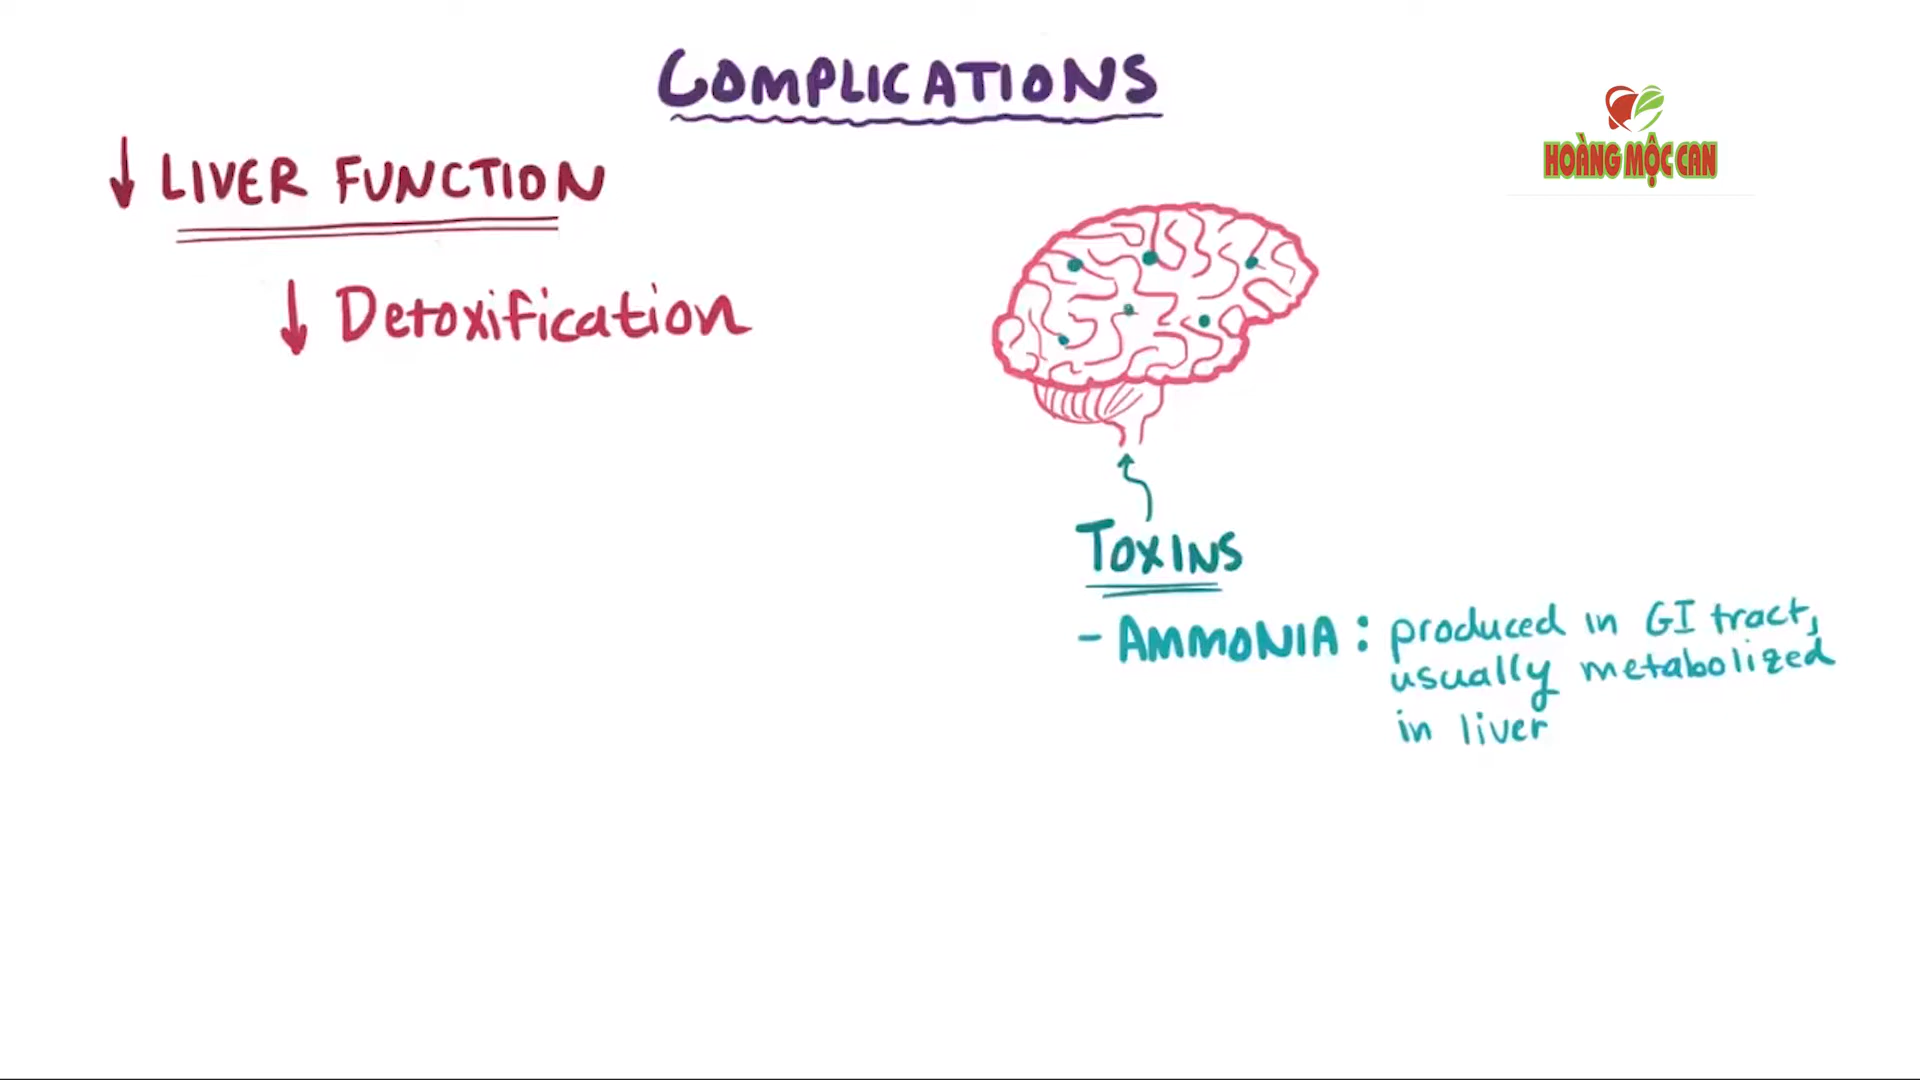 COMPLICATIONS
HOÀNG MỘC CAN
↓ LIVER FUNCTION
↓ Detoxification
TOXINS
- AMMONIA: produced in GI tract,
usually metabolized
in liver